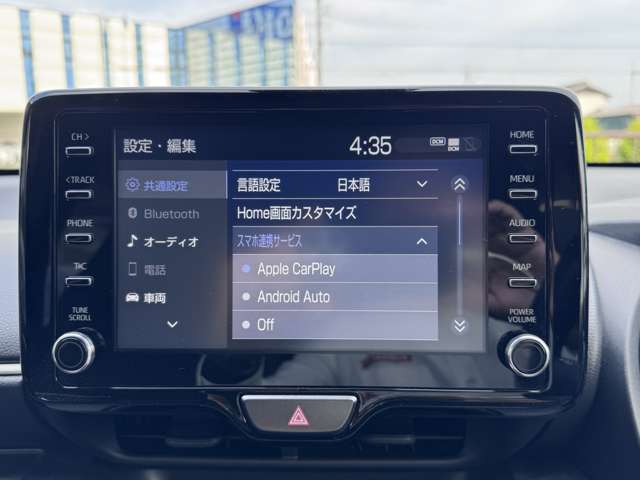 設定・編集
4:35
DCM
DCM
共通設定
Bluetooth
オーディオ
電話
車両
言語設定 日本語
Home画面カスタマイズ
スマホ連携サービス
Apple CarPlay
Android Auto
Off
CH >
< TRACK
PHONE
T/C
TUNE
SCROLL
HOME
MENU
AUDIO
MAP
POWER
VOLUME